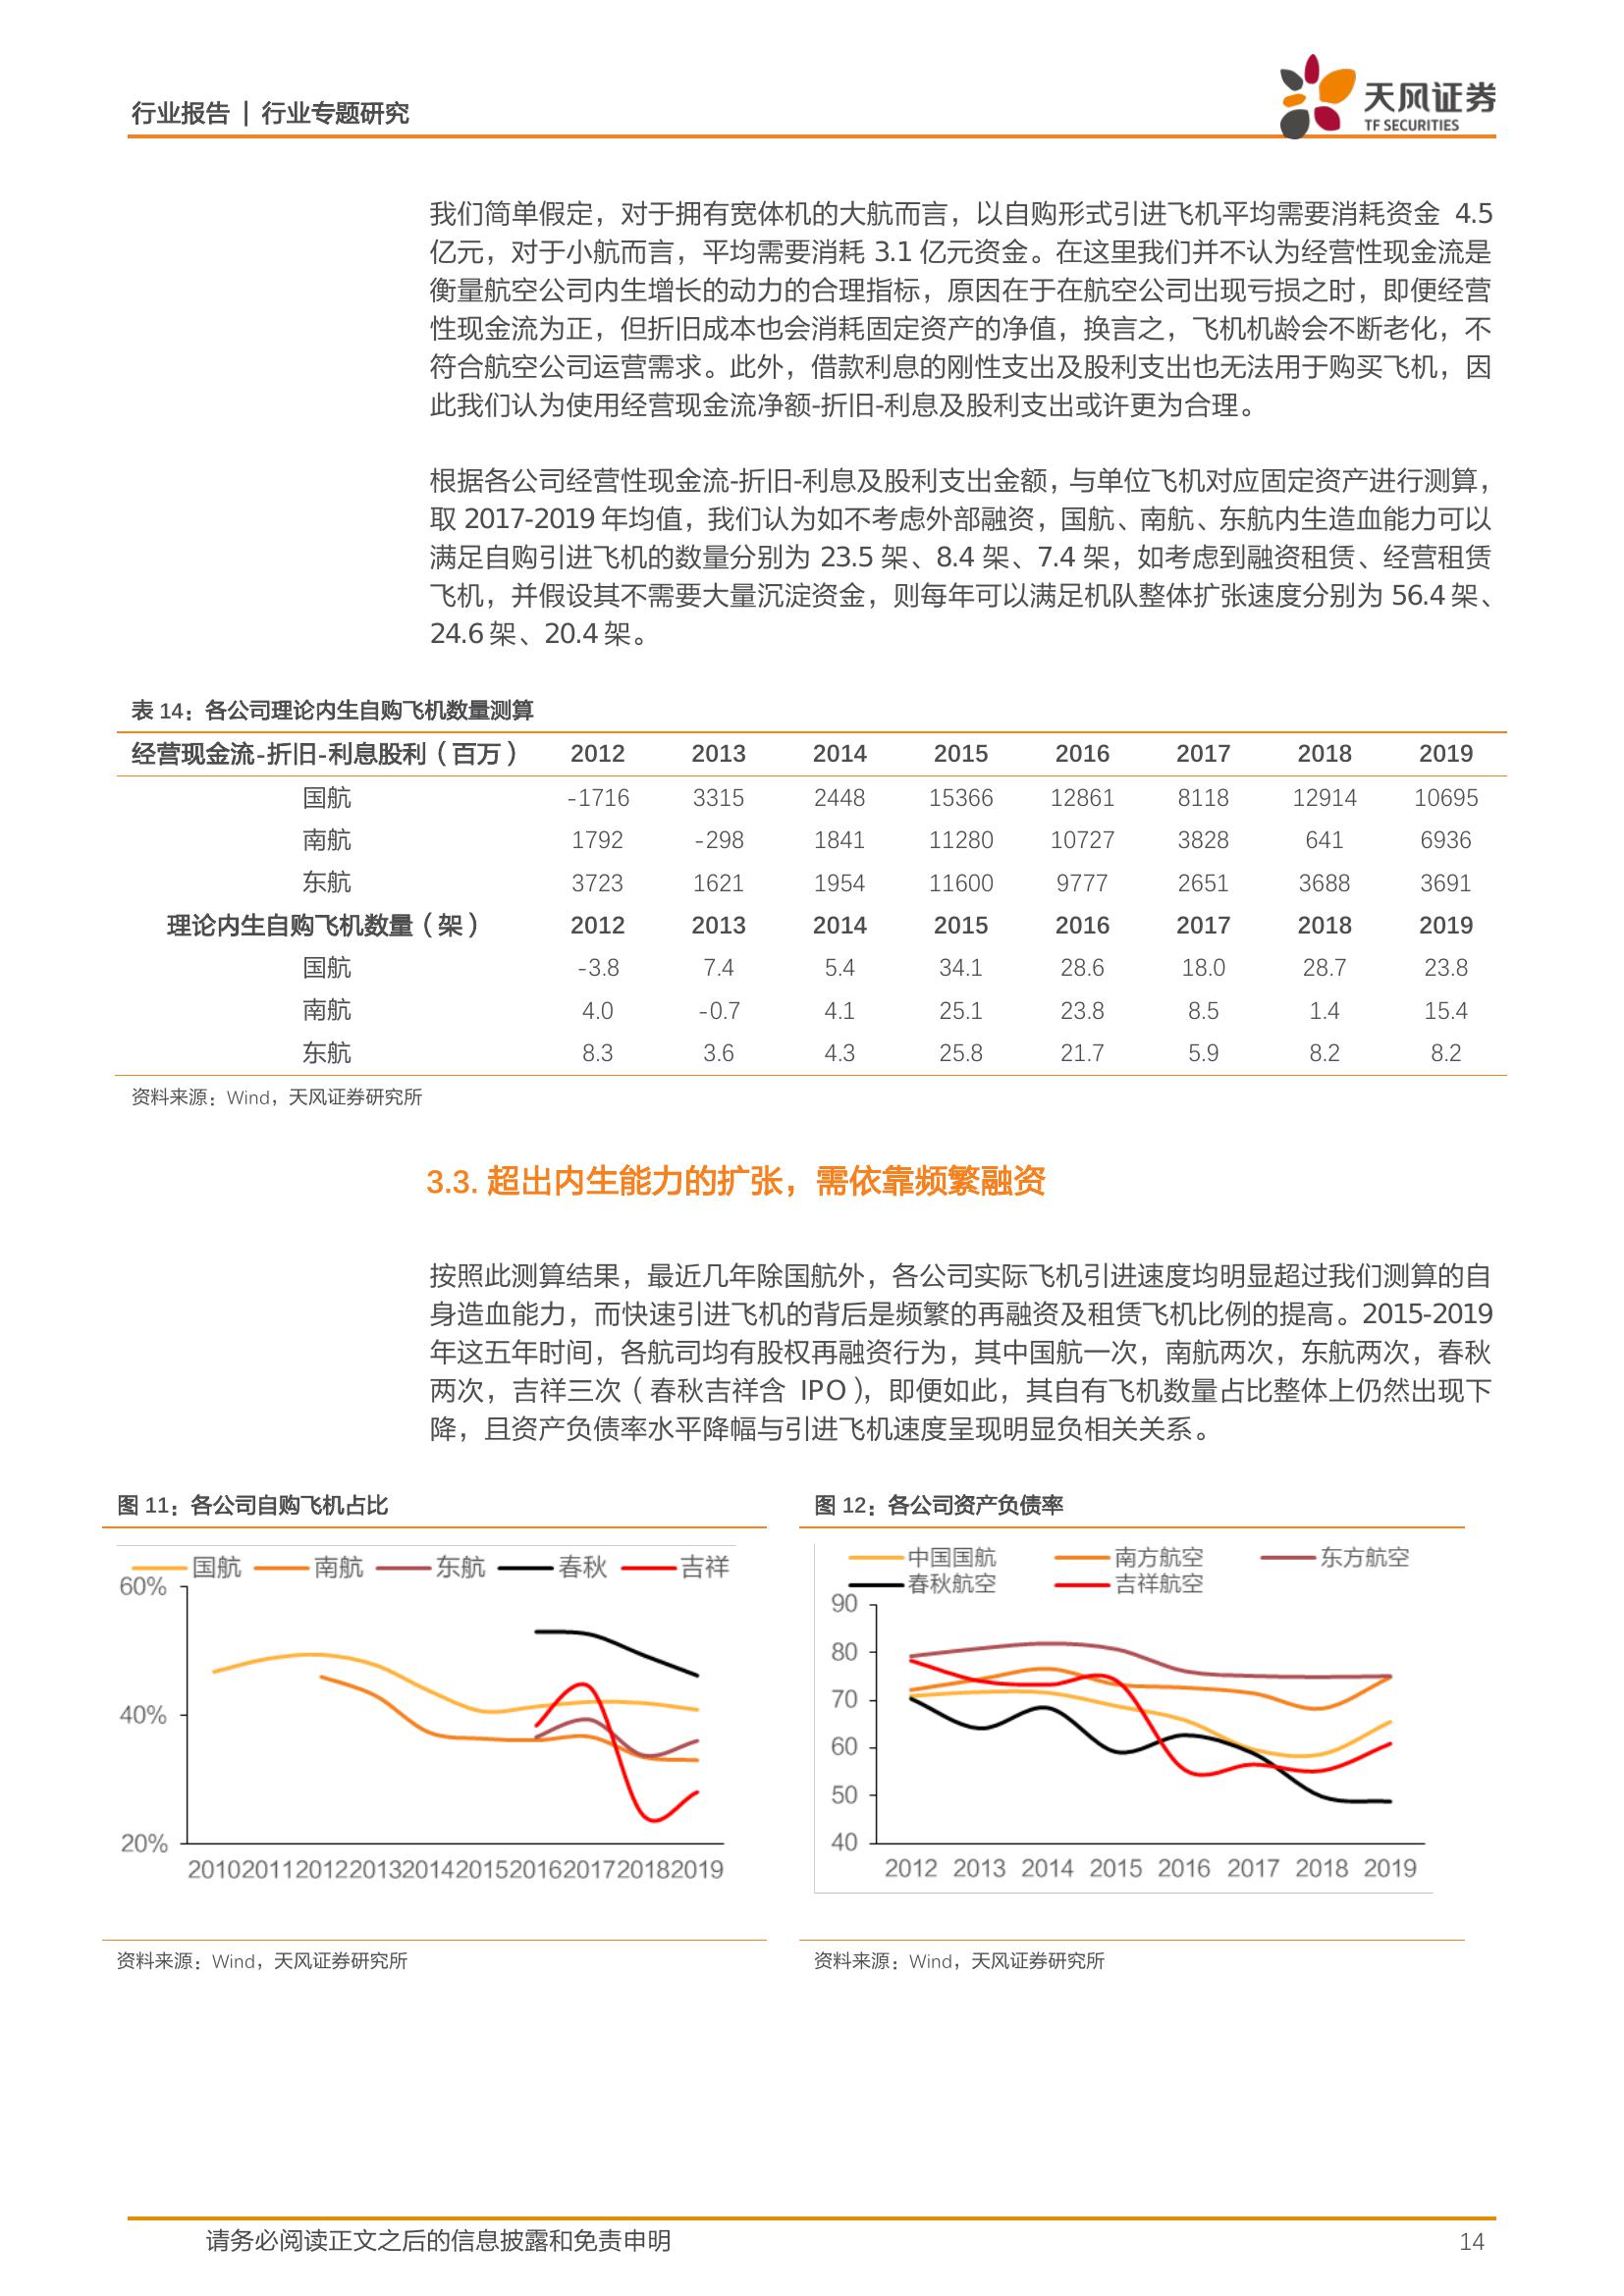 行业报告 | 行业专题研究
天风证券
TF SECURITIES
我们简单假定，对于拥有宽体机的大航而言，以自购形式引进飞机平均需要消耗资金 4.5
亿元，对于小航而言，平均需要消耗 3.1 亿元资金。在这里我们并不认为经营性现金流是
衡量航空公司内生增长的动力的合理指标，原因在于在航空公司出现亏损之时，即便经营
性现金流为正，但折旧成本也会消耗固定资产的净值，换言之，飞机机龄会不断老化，不
符合航空公司运营需求。此外，借款利息的刚性支出及股利支出也无法用于购买飞机，因
此我们认为使用经营现金流净额-折旧-利息及股利支出或许更为合理。
根据各公司经营性现金流-折旧-利息及股利支出金额，与单位飞机对应固定资产进行测算，
取 2017-2019 年均值，我们认为如不考虑外部融资，国航、南航、东航内生造血能力可以
满足自购引进飞机的数量分别为 23.5 架、8.4 架、7.4 架，如考虑到融资租赁、经营租赁
飞机，并假设其不需要大量沉淀资金，则每年可以满足机队整体扩张速度分别为 56.4 架、
24.6 架、20.4 架。
表 14：各公司理论内生自购飞机数量测算
经营现金流-折旧-利息股利（百万） 2012 2013 2014 2015 2016 2017 2018 2019
国航 -1716 3315 2448 15366 12861 8118 12914 10695
南航 1792 -298 1841 11280 10727 3828 641 6936
东航 3723 1621 1954 11600 9777 2651 3688 3691
理论内生自购飞机数量（架） 2012 2013 2014 2015 2016 2017 2018 2019
国航 -3.8 7.4 5.4 34.1 28.6 18.0 28.7 23.8
南航 4.0 -0.7 4.1 25.1 23.8 8.5 1.4 15.4
东航 8.3 3.6 4.3 25.8 21.7 5.9 8.2 8.2
资料来源：Wind，天风证券研究所
3.3. 超出内生能力的扩张，需依靠频繁融资
按照此测算结果，最近几年除国航外，各公司实际飞机引进速度均明显超过我们测算的自
身造血能力，而快速引进飞机的背后是频繁的再融资及租赁飞机比例的提高。2015-2019
年这五年时间，各航司均有股权再融资行为，其中国航一次，南航两次，东航两次，春秋
两次，吉祥三次（春秋吉祥含 IPO），即便如此，其自有飞机数量占比整体上仍然出现下
降，且资产负债率水平降幅与引进飞机速度呈现明显负相关关系。
图 11：各公司自购飞机占比
国航 南航 东航 春秋 吉祥
60%
40%
20%
2010 2011 2012 2013 2014 2015 2016 2017 2018 2019
资料来源：Wind，天风证券研究所
图 12：各公司资产负债率
中国国航 南方航空 东方航空
春秋航空 吉祥航空
90
80
70
60
50
40
2012 2013 2014 2015 2016 2017 2018 2019
资料来源：Wind，天风证券研究所
请务必阅读正文之后的信息披露和免责申明 14